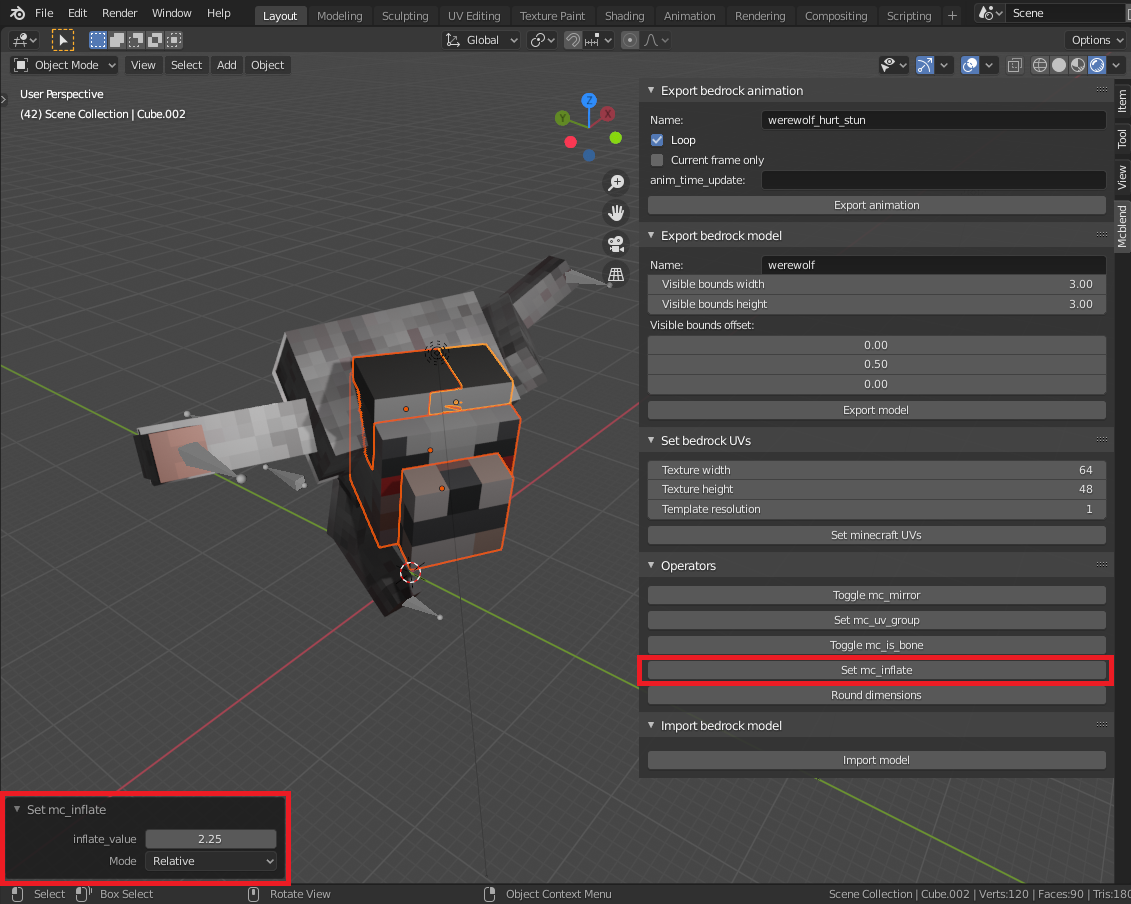 File Edit Render Window Help Layout Modeling Sculpting UV Editing Texture Paint Shading Animation Rendering Compositing Scripting + Scene
Global Options
Object Mode View Select Add Object
User Perspective
(42) Scene Collection | Cube.002
Z
X
Y
Export bedrock animation
Name: werewolf_hurt_stun
Loop
Current frame only
anim_time_update:
Export animation
Export bedrock model
Name: werewolf
Visible bounds width 3.00
Visible bounds height 3.00
Visible bounds offset:
0.00
0.50
0.00
Export model
Set bedrock UVs
Texture width 64
Texture height 48
Template resolution 1
Set minecraft UVs
Operators
Toggle mc_mirror
Set mc_uv_group
Toggle mc_is_bone
Set mc_inflate
Round dimensions
Import bedrock model
Import model
Item
Tool
View
Mcblend
Set mc_inflate
inflate_value 2.25
Mode Relative
Select Box Select Rotate View Object Context Menu Scene Collection | Cube.002 | Verts:120 | Faces:90 | Tris:180